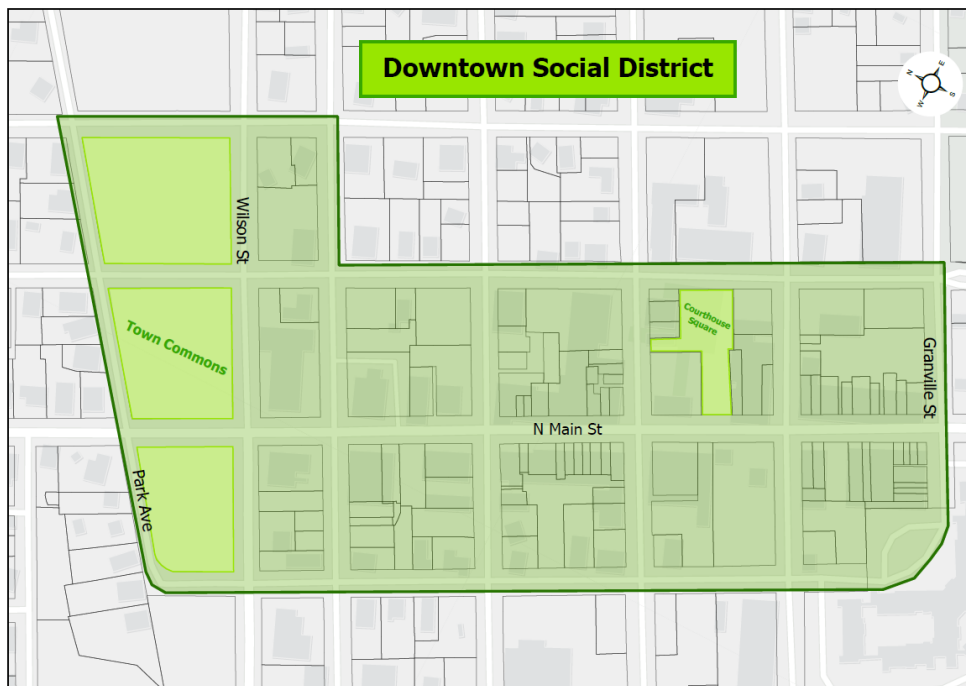 Downtown Social District
N
E
W
S
Wilson St
Town Commons
Courthouse
Square
Granville St
N Main St
Park Ave